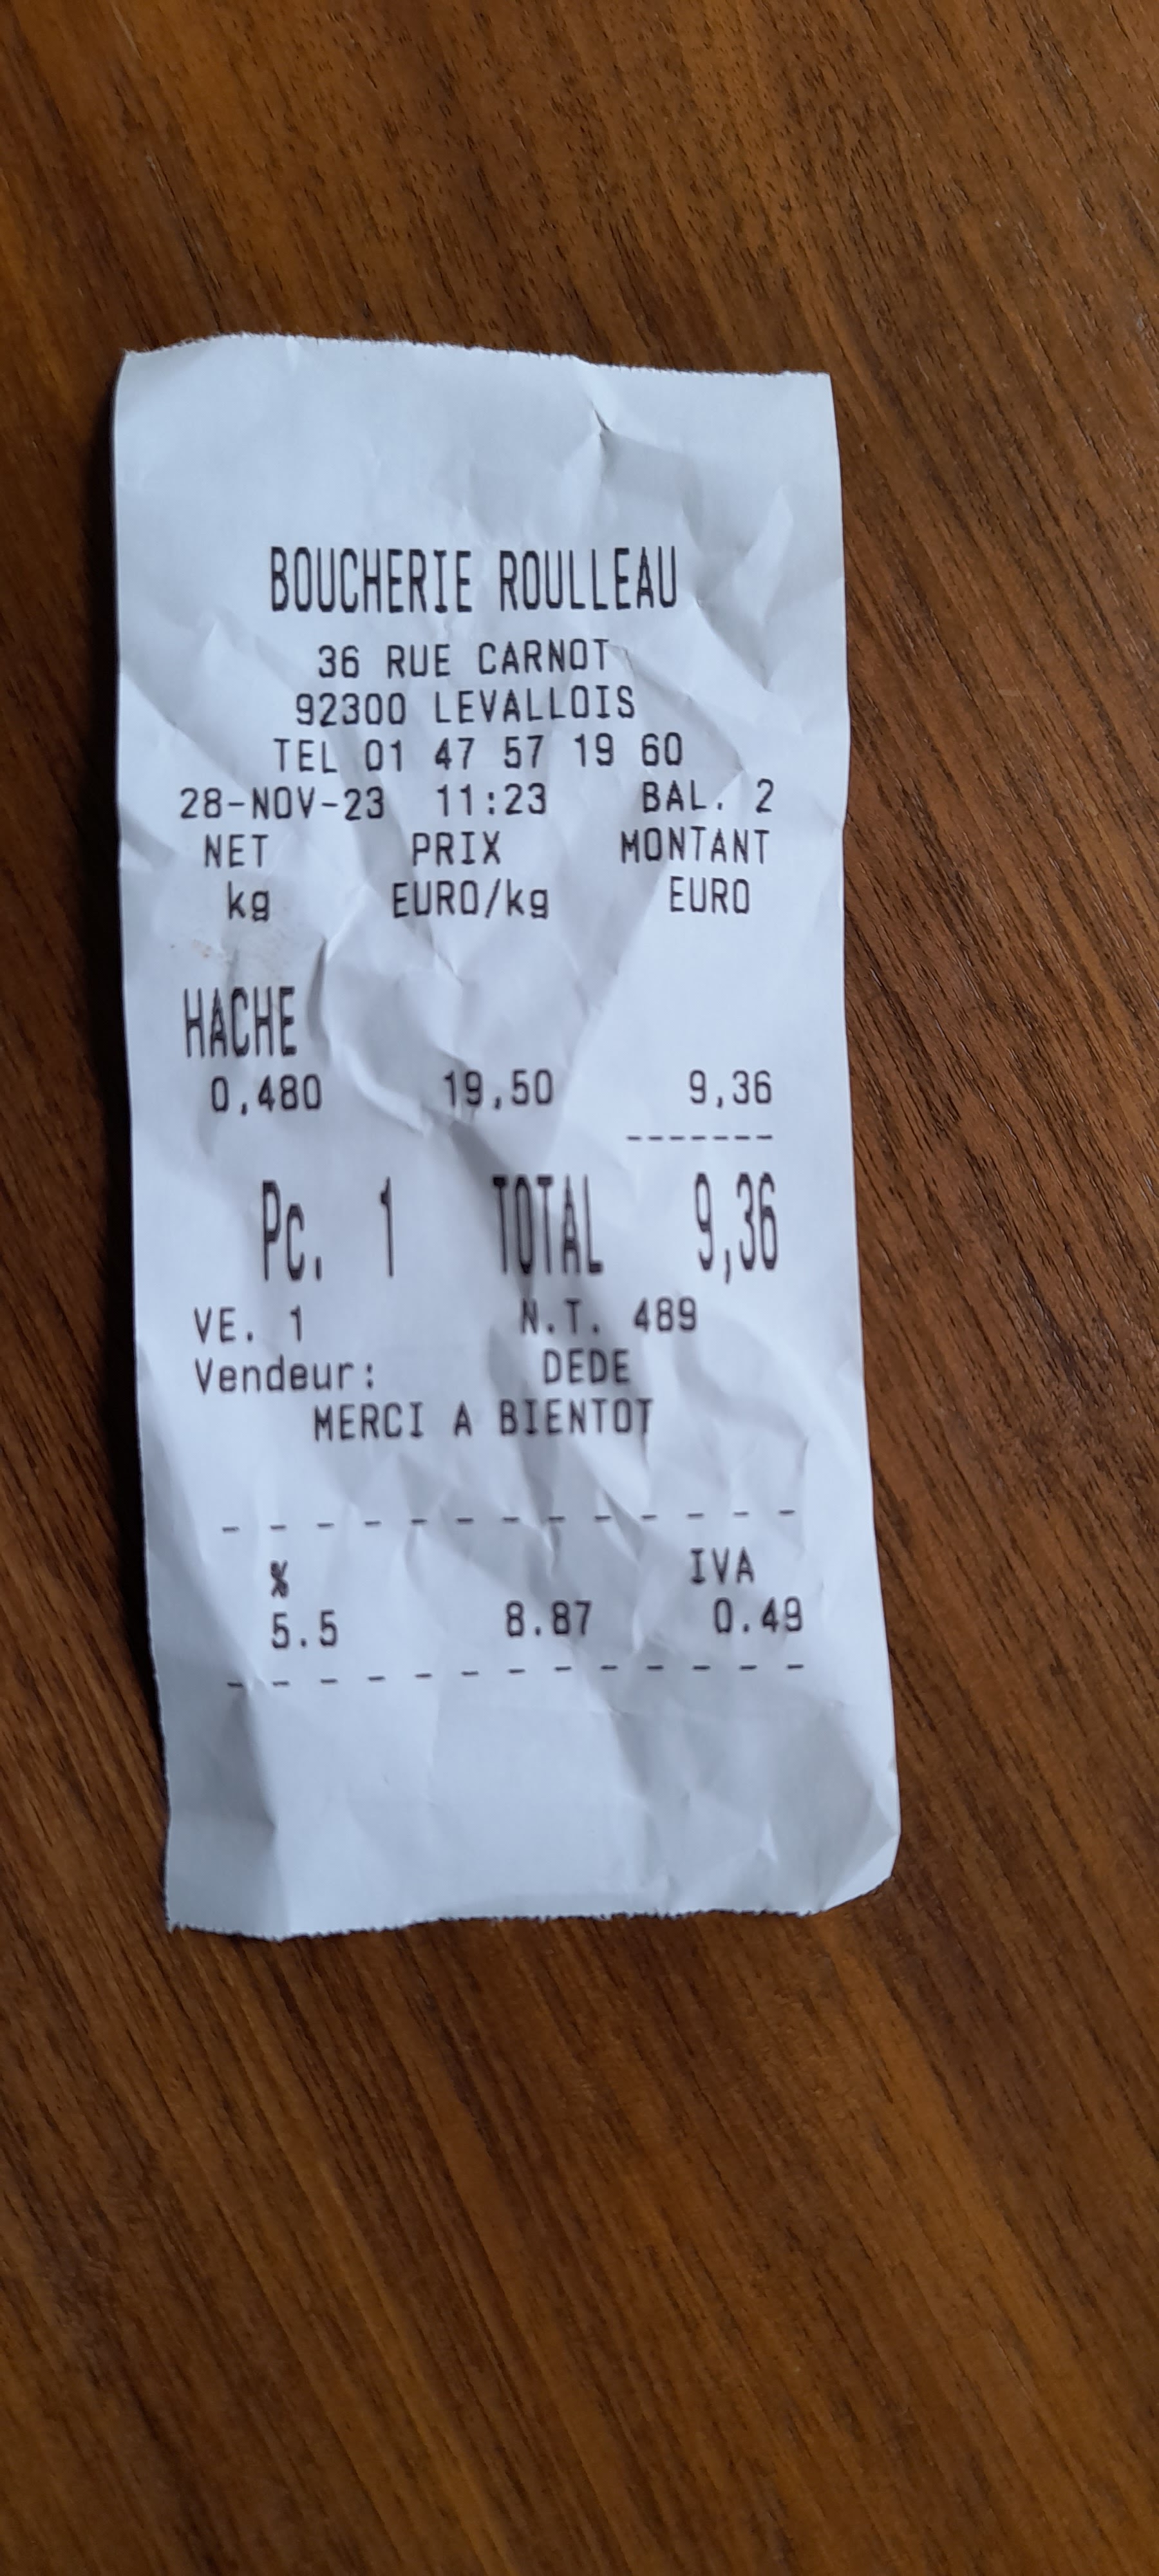 BOUCHERIE ROULLEAU
36 RUE CARNOT
92300 LEVALLOIS
TEL 01 47 57 19 60
28-NOV-23 11:23 BAL. 2
NET PRIX MONTANT
kg EURO/kg EURO
HACHE
0,480 19,50 9,36
-------
Pc. 1 TOTAL 9,36
VE. 1 N.T. 489
Vendeur: DEDE
MERCI A BIENTOT
- - - - - - - - - - - - -
% IVA
5.5 8.87 0.49
- - - - - - - - - - - - -